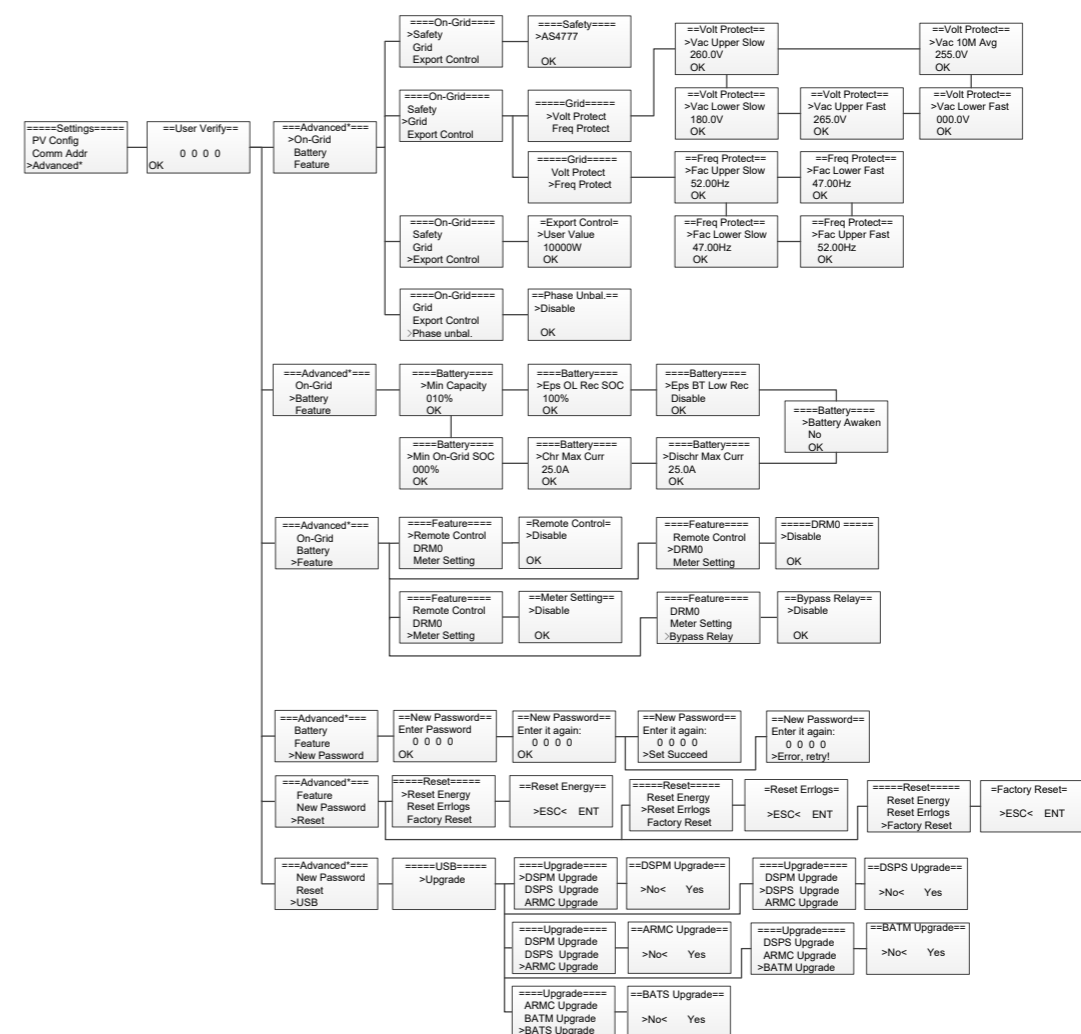 =====Settings=====
PV Config
Comm Addr
>Advanced*
==User Verify==
0 0 0 0
OK
===Advanced*===
>On-Grid
Battery
Feature
====On-Grid====
>Safety
Grid
Export Control
====Safety====
>AS4777
OK
====On-Grid====
Safety
>Grid
Export Control
=====Grid=====
>Volt Protect
Freq Protect
==Volt Protect==
>Vac Upper Slow
260.0V
OK
==Volt Protect==
>Vac 10M Avg
255.0V
OK
==Volt Protect==
>Vac Lower Slow
180.0V
OK
==Volt Protect==
>Vac Upper Fast
265.0V
OK
==Volt Protect==
>Vac Lower Fast
000.0V
OK
=====Grid=====
Volt Protect
>Freq Protect
==Freq Protect==
>Fac Upper Slow
52.00Hz
OK
==Freq Protect==
>Fac Lower Fast
47.00Hz
OK
==Freq Protect==
>Fac Lower Slow
47.00Hz
OK
==Freq Protect==
>Fac Upper Fast
52.00Hz
OK
====On-Grid====
Safety
Grid
>Export Control
=Export Control=
>User Value
10000W
OK
====On-Grid====
Grid
Export Control
>Phase unbal.
==Phase Unbal.==
>Disable
OK
===Advanced*===
On-Grid
>Battery
Feature
====Battery====
>Min Capacity
010%
OK
====Battery====
>Eps OL Rec SOC
100%
OK
====Battery====
>Eps BT Low Rec
Disable
OK
====Battery====
>Battery Awaken
No
OK
====Battery====
>Min On-Grid SOC
000%
OK
====Battery====
>Chr Max Curr
25.0A
OK
====Battery====
>Dischr Max Curr
25.0A
OK
===Advanced*===
On-Grid
Battery
>Feature
====Feature====
>Remote Control
DRM0
Meter Setting
=Remote Control=
>Disable
OK
====Feature====
Remote Control
>DRM0
Meter Setting
=====DRM0 =====
>Disable
OK
====Feature====
Remote Control
DRM0
>Meter Setting
==Meter Setting==
>Disable
OK
====Feature====
DRM0
Meter Setting
>Bypass Relay
==Bypass Relay==
>Disable
OK
===Advanced*===
Battery
Feature
>New Password
==New Password==
Enter Password
0 0 0 0
OK
==New Password==
Enter it again:
0 0 0 0
OK
==New Password==
Enter it again:
0 0 0 0
>Set Succeed
==New Password==
Enter it again:
0 0 0 0
>Error, retry!
===Advanced*===
Feature
New Password
>Reset
=====Reset=====
>Reset Energy
Reset Errlogs
Factory Reset
==Reset Energy==
>ESC< ENT
=====Reset=====
Reset Energy
>Reset Errlogs
Factory Reset
=Reset Errlogs=
>ESC< ENT
=====Reset=====
Reset Energy
Reset Errlogs
>Factory Reset
=Factory Reset=
>ESC< ENT
===Advanced*===
New Password
Reset
>USB
=====USB=====
>Upgrade
====Upgrade====
>DSPM Upgrade
DSPS Upgrade
ARMC Upgrade
==DSPM Upgrade==
>No< Yes
====Upgrade====
DSPM Upgrade
>DSPS Upgrade
ARMC Upgrade
==DSPS Upgrade==
>No< Yes
====Upgrade====
DSPM Upgrade
DSPS Upgrade
>ARMC Upgrade
==ARMC Upgrade==
>No< Yes
====Upgrade====
DSPS Upgrade
ARMC Upgrade
>BATM Upgrade
==BATM Upgrade==
>No< Yes
====Upgrade====
ARMC Upgrade
BATM Upgrade
>BATS Upgrade
==BATS Upgrade==
>No< Yes